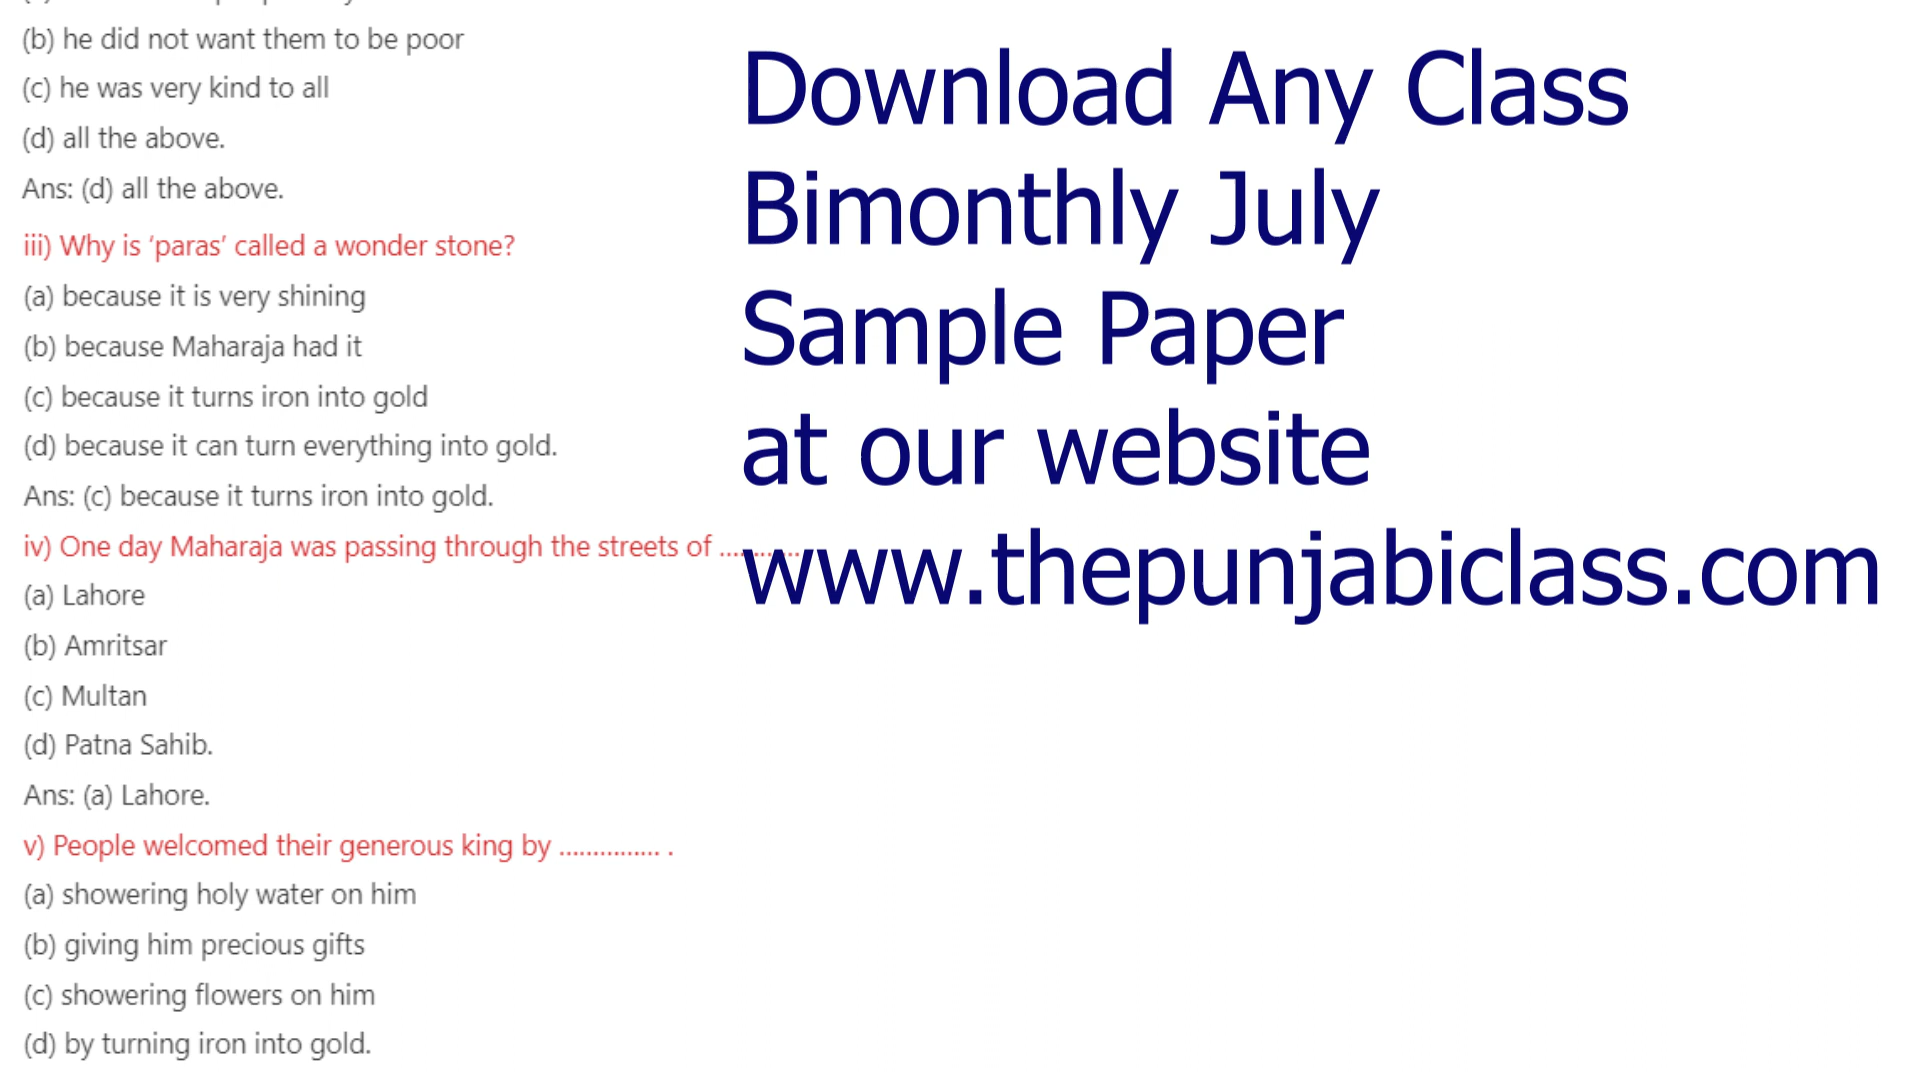 (b) he did not want them to be poor
(c) he was very kind to all
(d) all the above.
Ans: (d) all the above.
iii) Why is ‘paras’ called a wonder stone?
(a) because it is very shining
(b) because Maharaja had it
(c) because it turns iron into gold
(d) because it can turn everything into gold.
Ans: (c) because it turns iron into gold.
iv) One day Maharaja was passing through the streets of ............
(a) Lahore
(b) Amritsar
(c) Multan
(d) Patna Sahib.
Ans: (a) Lahore.
v) People welcomed their generous king by ............... .
(a) showering holy water on him
(b) giving him precious gifts
(c) showering flowers on him
(d) by turning iron into gold.
Download Any Class
Bimonthly July
Sample Paper
at our website
www.thepunjabiclass.com